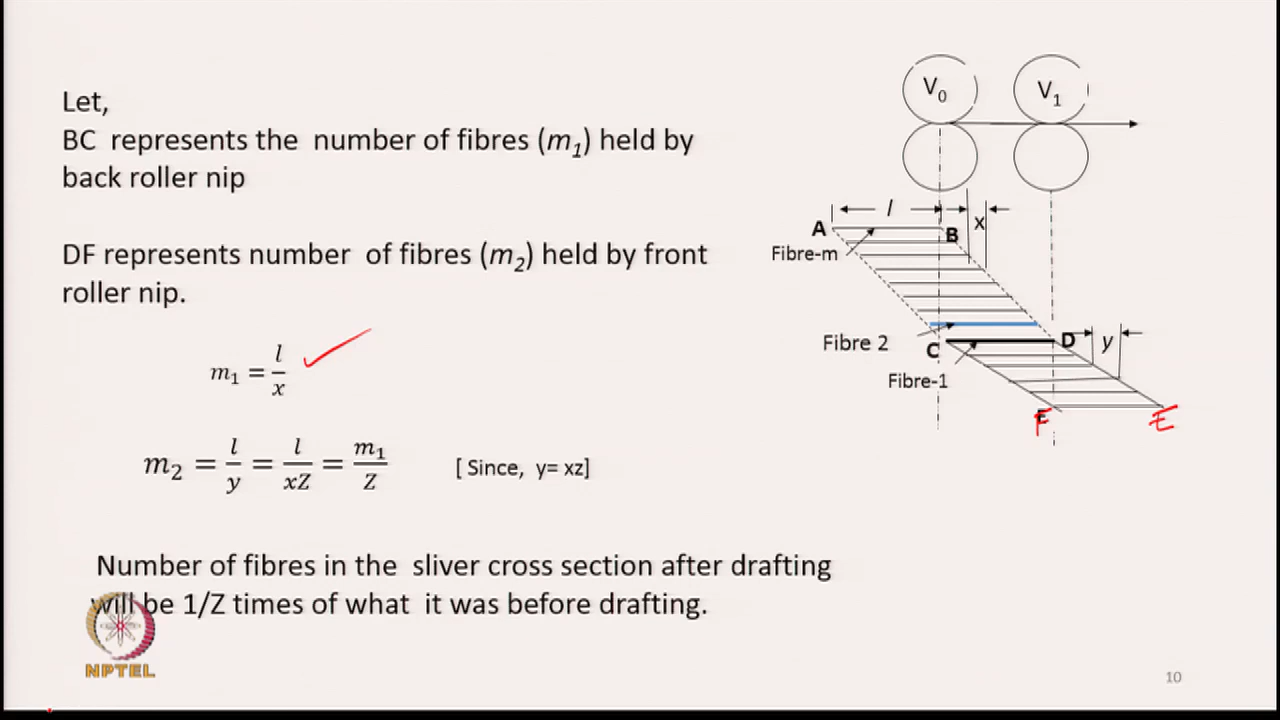 Let,
BC represents the number of fibres (m₁) held by
back roller nip
DF represents number of fibres (m₂) held by front
roller nip.
m₁ = l/x
m₂ = l/y = l/xZ = m₁/Z [ Since, y= xz]
Number of fibres in the sliver cross section after drafting
will be 1/Z times of what it was before drafting.
V₀ V₁
l
x
A B
Fibre-m
Fibre 2
C D y
Fibre-1
F E
NPTEL
10